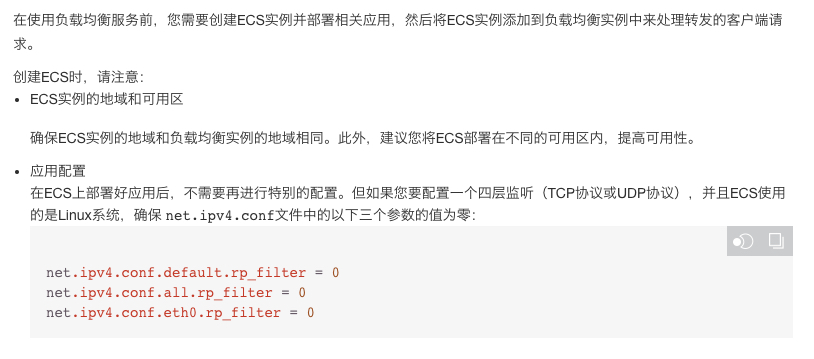 在使用负载均衡服务前，您需要创建ECS实例并部署相关应用，然后将ECS实例添加到负载均衡实例中来处理转发的客户端请
求。
创建ECS时，请注意：
• ECS实例的地域和可用区
确保ECS实例的地域和负载均衡实例的地域相同。此外，建议您将ECS部署在不同的可用区内，提高可用性。
• 应用配置
在ECS上部署好应用后，不需要再进行特别的配置。但如果您要配置一个四层监听（TCP协议或UDP协议），并且ECS使用
的是Linux系统，确保 net.ipv4.conf文件中的以下三个参数的值为零：
net.ipv4.conf.default.rp_filter = 0
net.ipv4.conf.all.rp_filter = 0
net.ipv4.conf.eth0.rp_filter = 0